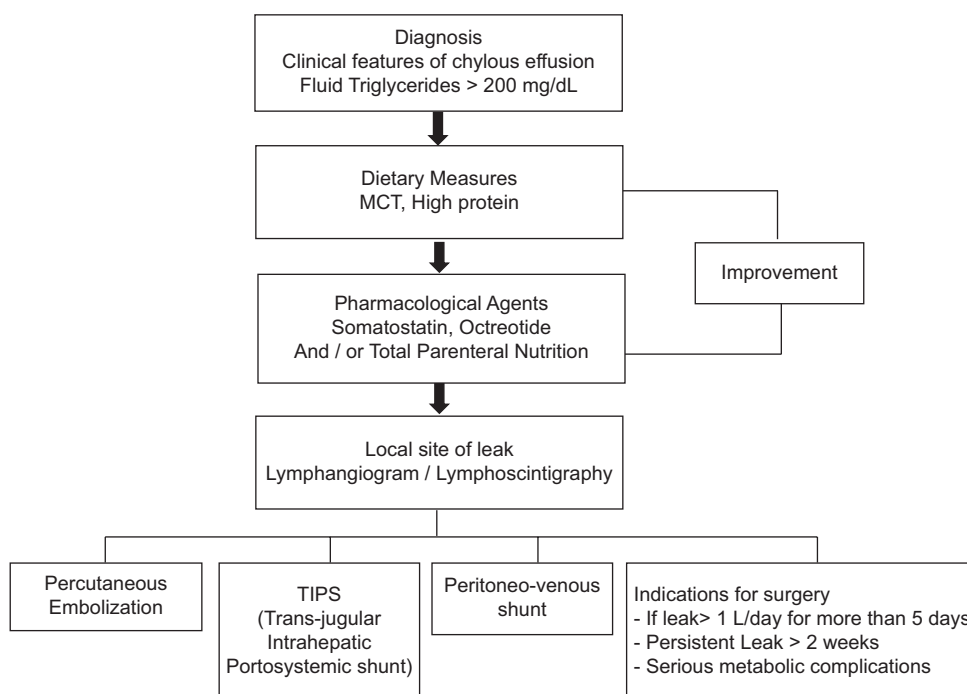 Diagnosis
Clinical features of chylous effusion
Fluid Triglycerides > 200 mg/dL
Dietary Measures
MCT, High protein
Improvement
Pharmacological Agents
Somatostatin, Octreotide
And / or Total Parenteral Nutrition
Local site of leak
Lymphangiogram / Lymphoscintigraphy
Percutaneous
Embolization
TIPS
(Trans-jugular
Intrahepatic
Portosystemic shunt)
Peritoneo-venous
shunt
Indications for surgery
- If leak> 1 L/day for more than 5 days
- Persistent Leak > 2 weeks
- Serious metabolic complications